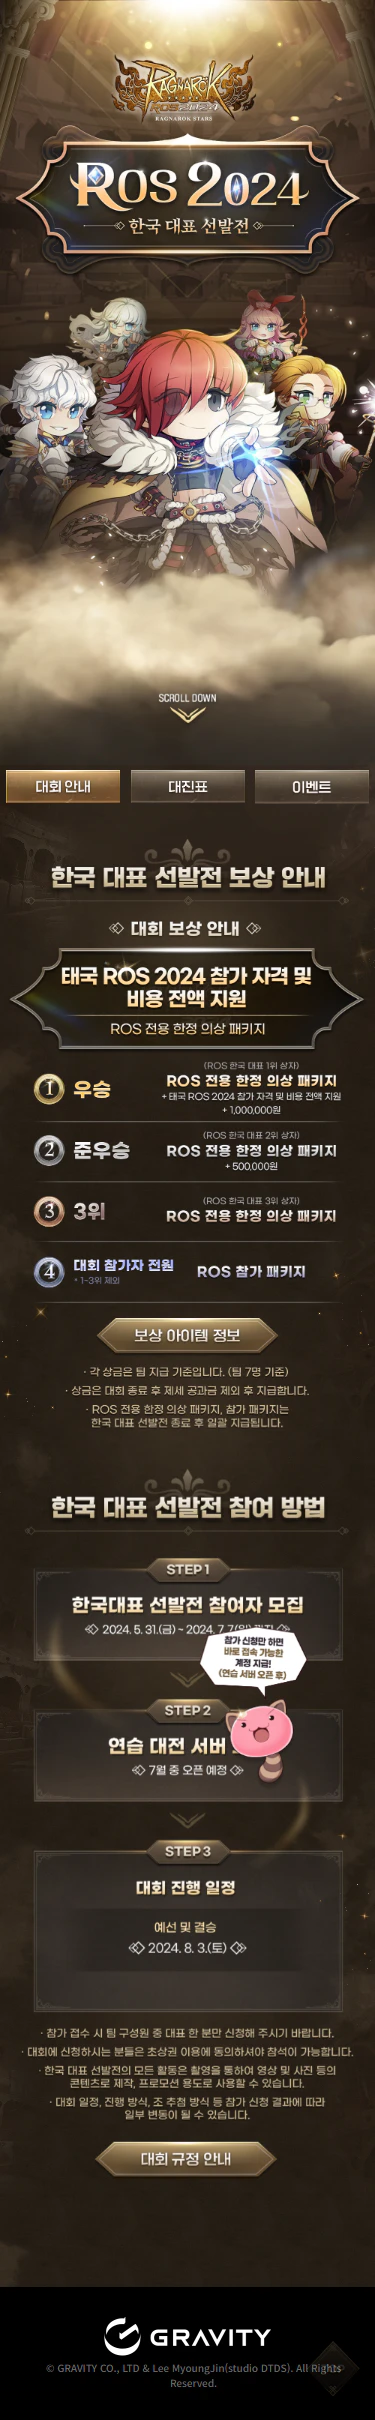 RAGNARÖK
RAGNAROK STARS
ROS 2024
한국 대표 선발전
SCROLL DOWN
대회 안내
대진표
이벤트
한국 대표 선발전 보상 안내
대회 보상 안내
태국 ROS 2024 참가 자격 및
비용 전액 지원
ROS 전용 한정 의상 패키지
(ROS 한국 대표 1위 상자)
1 우승
ROS 전용 한정 의상 패키지
+ 태국 ROS 2024 참가 자격 및 비용 전액 지원
+ 1,000,000원
(ROS 한국 대표 2위 상자)
2 준우승
ROS 전용 한정 의상 패키지
+ 500,000원
(ROS 한국 대표 3위 상자)
3 3위
ROS 전용 한정 의상 패키지
4 대회 참가자 전원
* 1~3위 제외
ROS 참가 패키지
보상 아이템 정보
· 각 상금은 팀 지급 기준입니다. (팀 7명 기준)
· 상금은 대회 종료 후 제세 공과금 제외 후 지급합니다.
· ROS 전용 한정 의상 패키지, 참가 패키지는
한국 대표 선발전 종료 후 일괄 지급됩니다.
한국 대표 선발전 참여 방법
STEP 1
한국대표 선발전 참여자 모집
2024. 5. 31.(금) ~ 2024. 7.7(일)
참가 신청만 하면
바로 접속 가능한
계정 지급!
(연습 서버 오픈 후)
STEP 2
연습 대전 서버
7월 중 오픈 예정
STEP 3
대회 진행 일정
예선 및 결승
2024. 8. 3.(토)
· 참가 접수 시 팀 구성원 중 대표 한 분만 신청해 주시기 바랍니다.
· 대회에 신청하시는 분들은 초상권 이용에 동의하셔야 참석이 가능합니다.
· 한국 대표 선발전의 모든 활동은 촬영을 통하여 영상 및 사진 등의
콘텐츠로 제작, 프로모션 용도로 사용할 수 있습니다.
· 대회 일정, 진행 방식, 조 추첨 방식 등 참가 신청 결과에 따라
일부 변동이 될 수 있습니다.
대회 규정 안내
GRAVITY
© GRAVITY CO., LTD & Lee MyoungJin(studio DTDS). All Rights
Reserved.